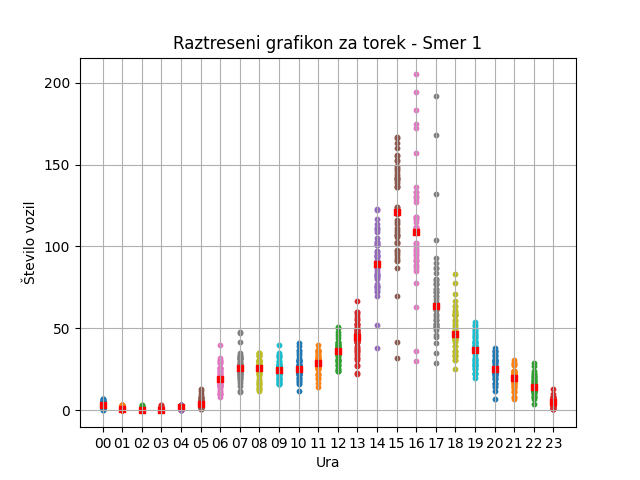 Raztreseni grafikon za torek - Smer 1
Število vozil
200
150
100
50
0
00 01 02 03 04 05 06 07 08 09 10 11 12 13 14 15 16 17 18 19 20 21 22 23
Ura